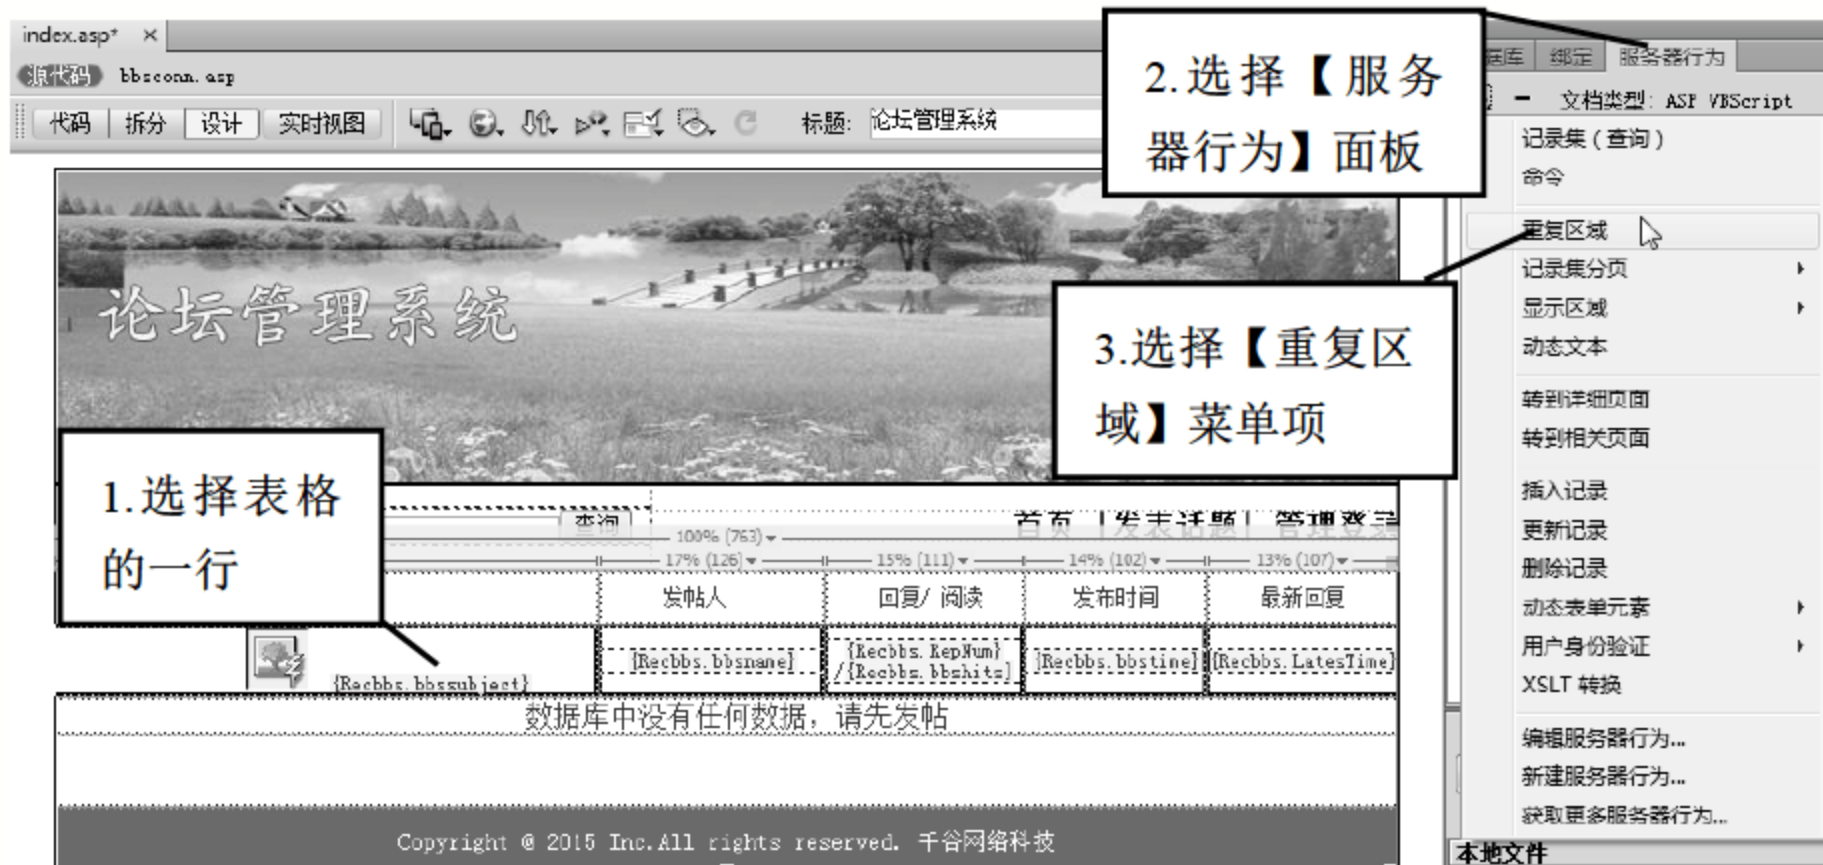 index.asp* ×
源代码 bbsconn.asp
代码 拆分 设计 实时视图 标题: 论坛管理系统
2.选择【服务
器行为】面板
库 绑定 服务器行为
文档类型: ASP VBScript
记录集(查询)
命令
重复区域
记录集分页
显示区域
动态文本
转到详细页面
转到相关页面
插入记录
更新记录
删除记录
动态表单元素
用户身份验证
XSLT 转换
编辑服务器行为...
新建服务器行为...
获取更多服务器行为...
本地文件
论坛管理系统
3.选择【重复区
域】菜单项
1.选择表格
的一行
查询 首页 |发表话题| 管理登录
100% (763)
17% (126) 15% (111) 14% (102) 13% (107)
发帖人 回复/ 阅读 发布时间 最新回复
{Recbbs.bbssubject} {Recbbs.bbsname} {Recbbs.RepNum} {Recbbs.bbstime} {Recbbs.LatesTime}
/{Recbbs.bbshits}
数据库中没有任何数据，请先发帖
Copyright @ 2015 Inc.All rights reserved. 千谷网络科技